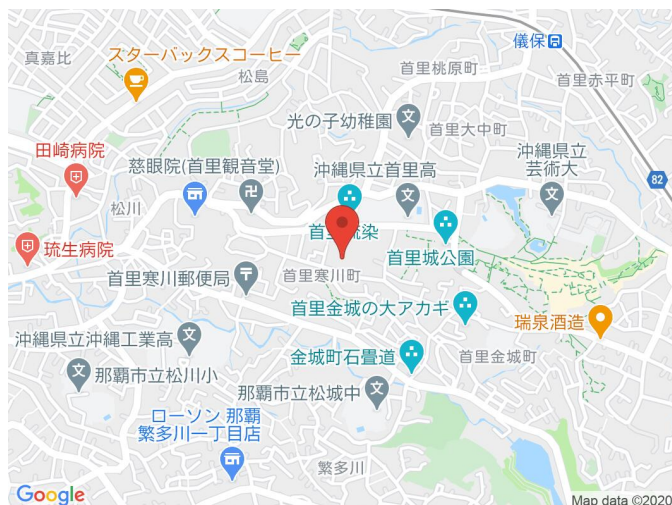 真嘉比
スターバックスコーヒー
松島
儀保
首里桃原町
首里赤平町
光の子幼稚園
首里大中町
田崎病院
慈眼院(首里観音堂)
沖縄県立首里高
沖縄県立
芸術大
82
松川
首里琉染
首里城公園
琉生病院
首里寒川町
首里寒川郵便局
首里金城の大アカギ
瑞泉酒造
沖縄県立沖縄工業高
金城町石畳道
首里金城町
那覇市立松川小
那覇市立松城中
ローソン 那覇
繁多川一丁目店
繁多川
Google
Map data ©2020